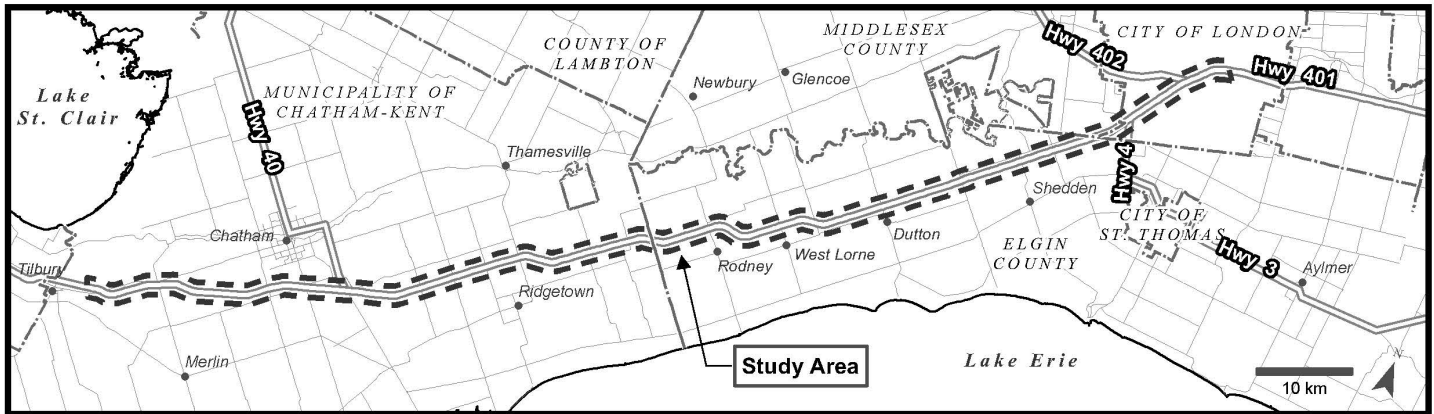 Lake
St. Clair
MUNICIPALITY OF
CHATHAM-KENT
Hwy 40
COUNTY OF
LAMBTON
MIDDLESEX
COUNTY
Newbury
Glencoe
Hwy 402
CITY OF LONDON
Hwy 401
Thamesville
Chatham
Tilbury
Merlin
Ridgetown
Rodney
West Lorne
Dutton
Shedden
Hwy 4
CITY OF
ST. THOMAS
ELGIN
COUNTY
Hwy 3
Aylmer
Study Area
Lake Erie
10 km
N